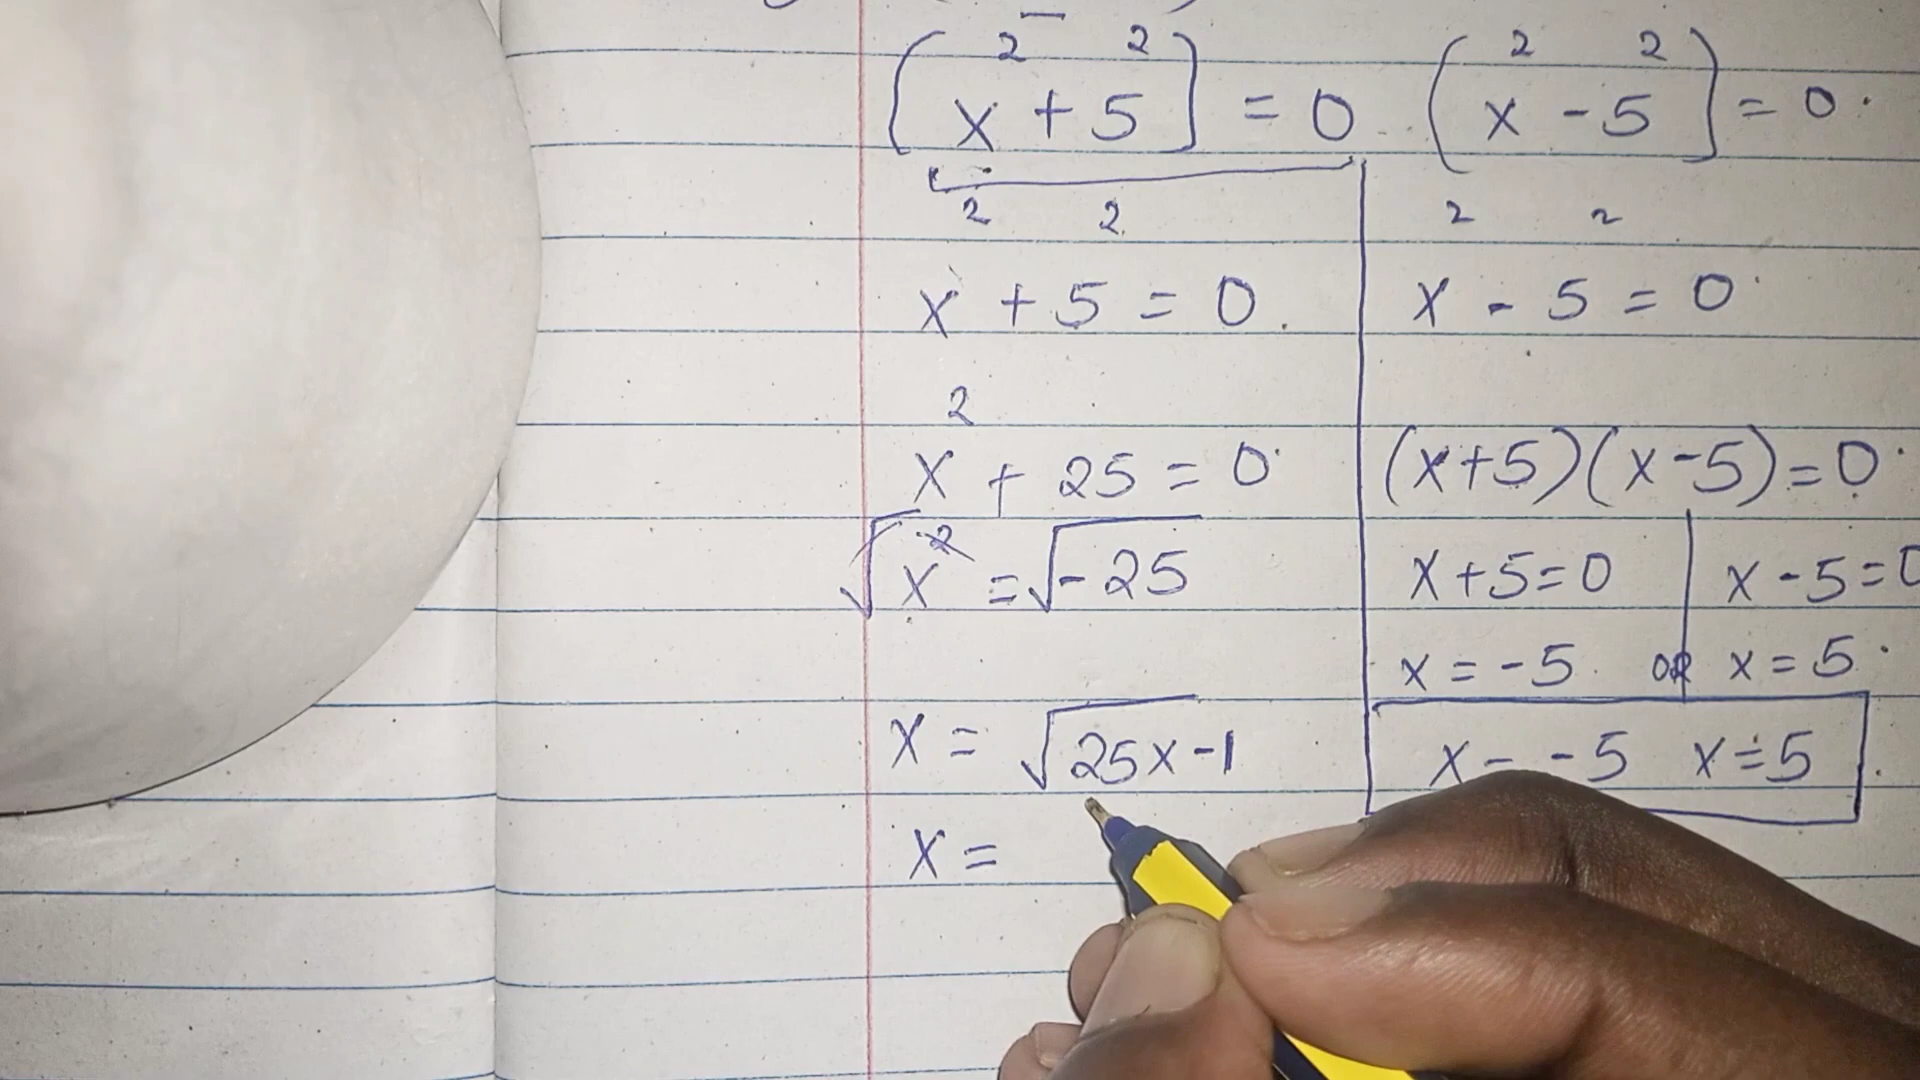 (x² + 5²) = 0 (x² - 5²) = 0.
x² + 5² = 0. x² - 5² = 0.
x² + 25 = 0. (x+5)(x-5)=0.
√x² = √-25 x+5=0 x-5=0
x=-5. OR x=5.
x = √25x-1 x= -5 x=5.
x =